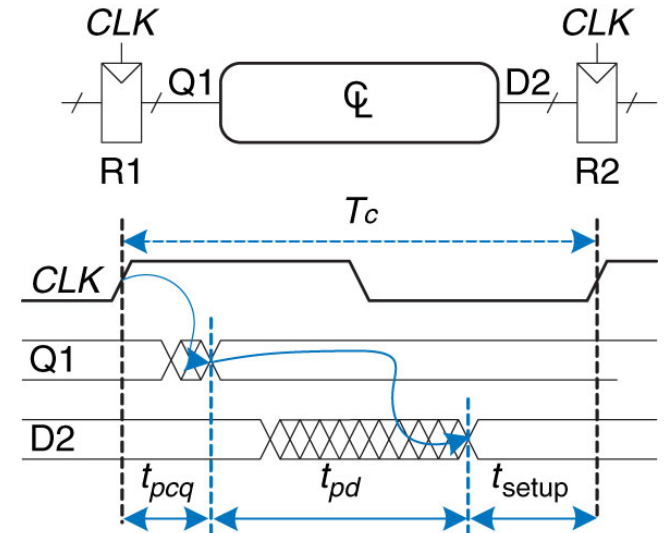 CLK CLK
Q1 CL D2
R1 R2
Tc
CLK
Q1
D2
tpcq tpd tsetup